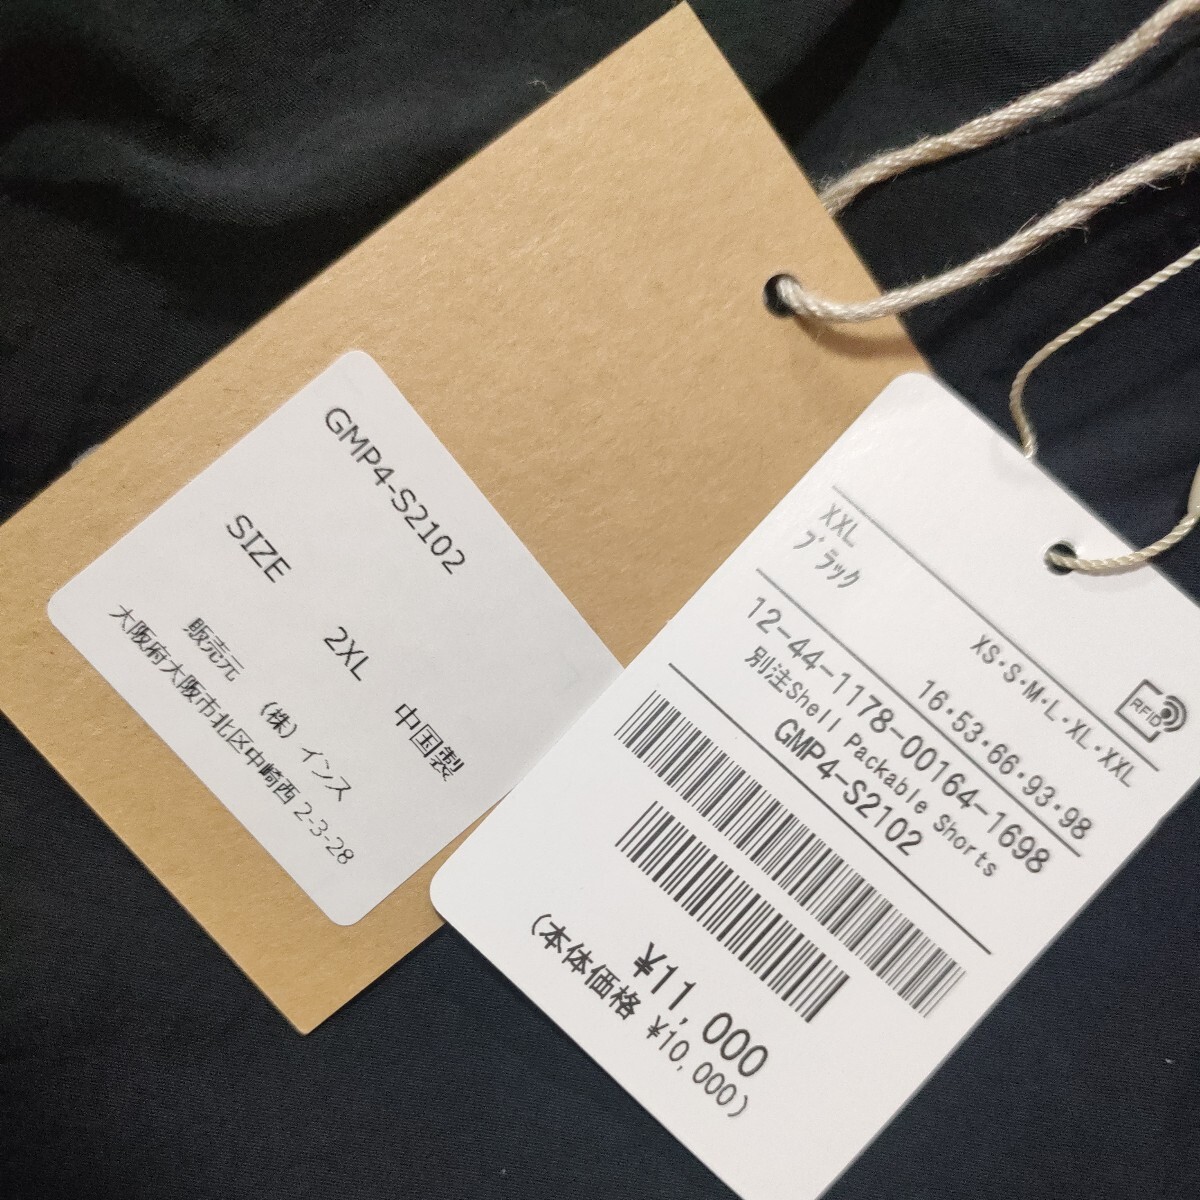 GMP4-S2102
SIZE 2XL 中国製
販売元 (株)インス
大阪府大阪市北区中崎西2-3-28
RFID
XXL XS・S・M・L・XL・XXL
ブラック 16・53・66・93・98
12-44-1178-00164-1698
別注Shell Packable Shorts
GMP4-S2102
¥11,000
(本体価格 ¥10,000)